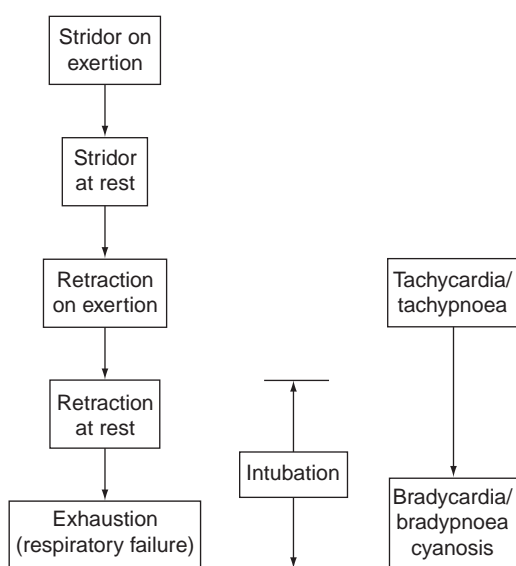 Stridor on
exertion
Stridor
at rest
Retraction
on exertion
Tachycardia/
tachypnoea
Retraction
at rest
Intubation
Exhaustion
(respiratory failure)
Bradycardia/
bradypnoea
cyanosis